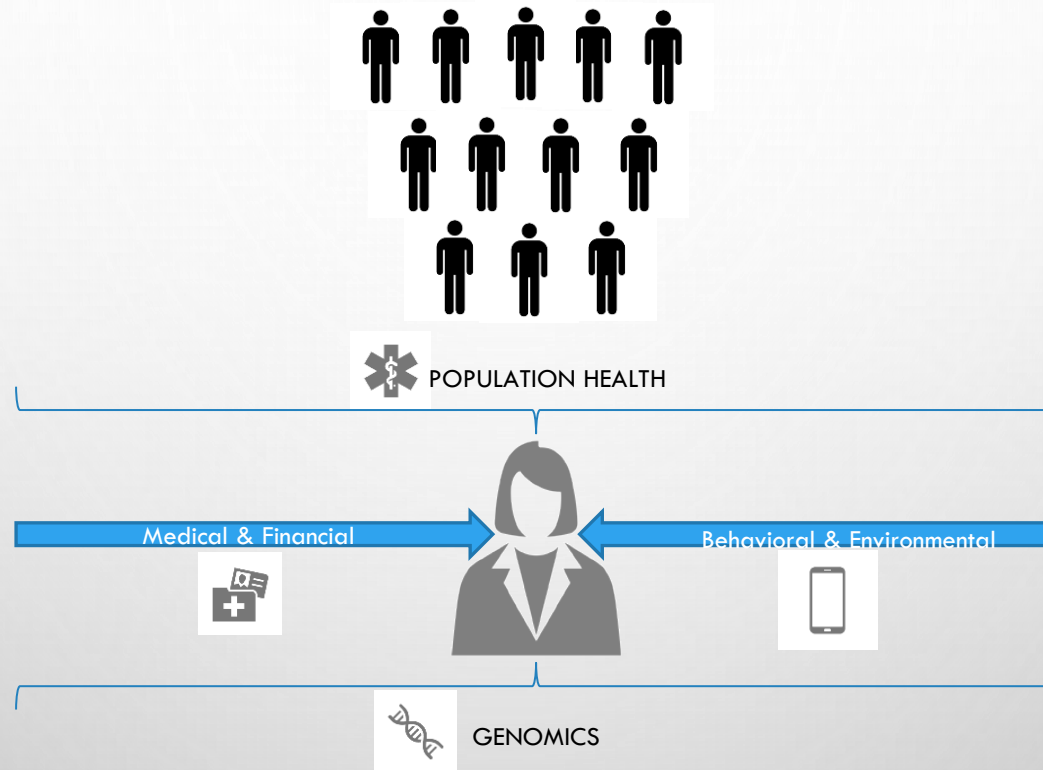 POPULATION HEALTH
Medical & Financial
Behavioral & Environmental
GENOMICS